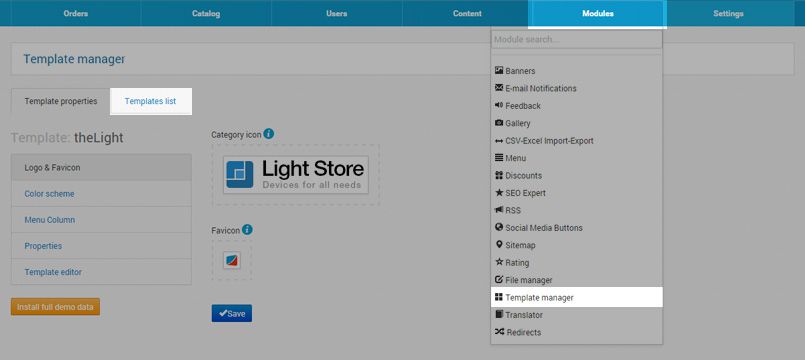 Orders
Catalog
Users
Content
Modules
Settings
Module search...
Template manager
Template properties
Templates list
Template: theLight
Logo & Favicon
Color scheme
Menu Column
Properties
Template editor
Install full demo data
Category icon
Light Store
Devices for all needs
Favicon
Save
Banners
E-mail Notifications
Feedback
Gallery
CSV-Excel Import-Export
Menu
Discounts
SEO Expert
RSS
Social Media Buttons
Sitemap
Rating
File manager
Template manager
Translator
Redirects